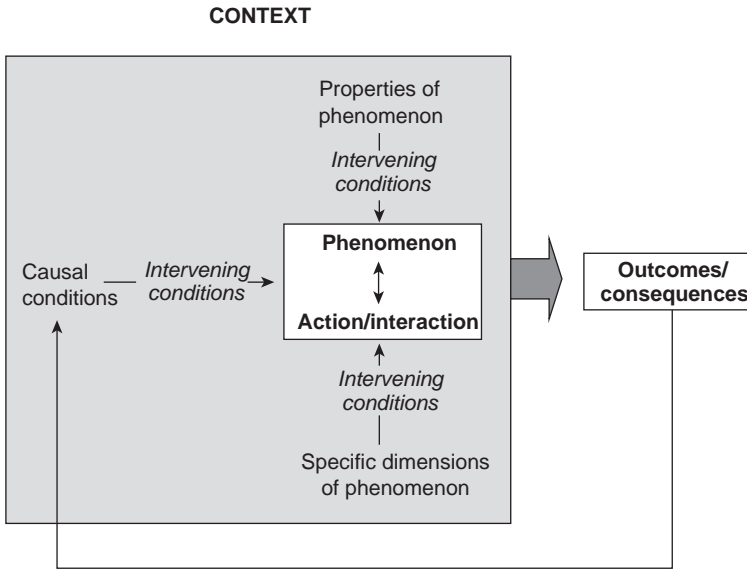 CONTEXT
Properties of
phenomenon
Intervening
conditions
Phenomenon
Causal
conditions
Intervening
conditions
Action/interaction
Outcomes/
consequences
Intervening
conditions
Specific dimensions
of phenomenon